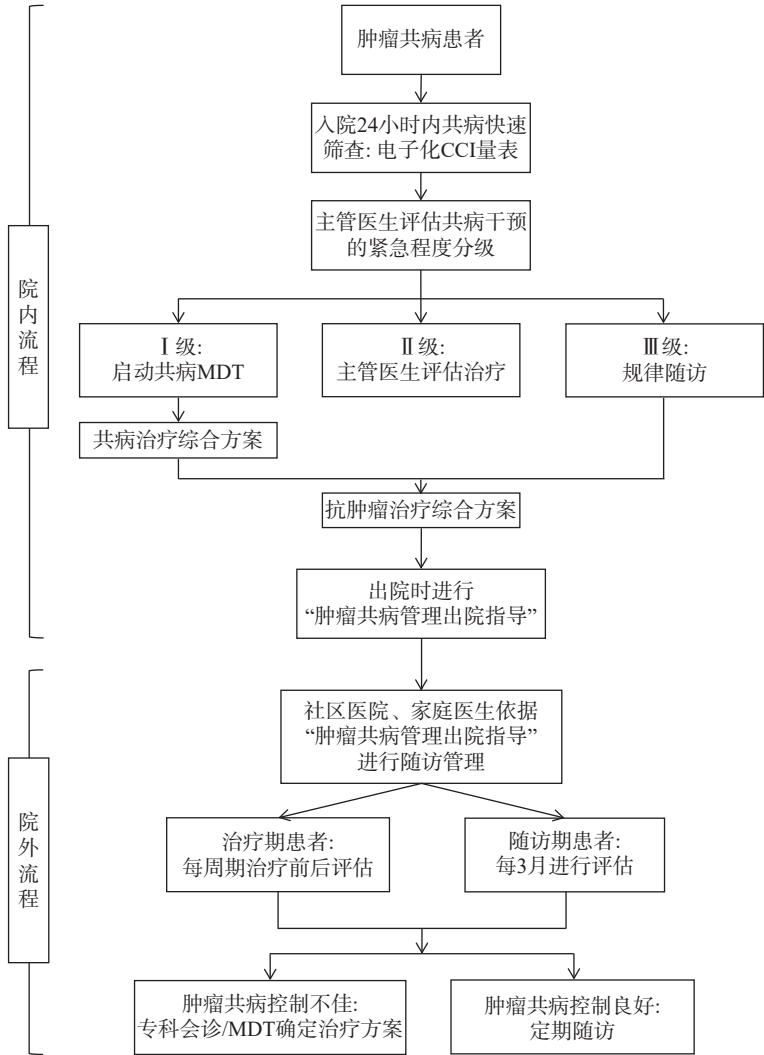 肿瘤共病患者
入院24小时内共病快速
筛查: 电子化CCI量表
主管医生评估共病干预
的紧急程度分级
院内流程
Ⅰ级:
启动共病MDT
Ⅱ级:
主管医生评估治疗
Ⅲ级:
规律随访
共病治疗综合方案
抗肿瘤治疗综合方案
出院时进行
“肿瘤共病管理出院指导”
社区医院、家庭医生依据
“肿瘤共病管理出院指导”
进行随访管理
院外流程
治疗期患者:
每周期治疗前后评估
随访期患者:
每3月进行评估
肿瘤共病控制不佳:
专科会诊/MDT确定治疗方案
肿瘤共病控制良好:
定期随访